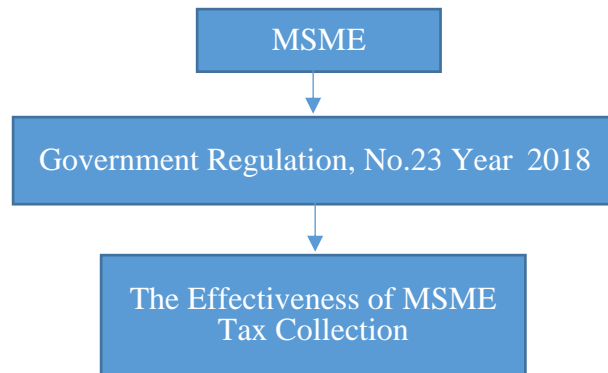 MSME
Government Regulation, No.23 Year 2018
The Effectiveness of MSME
Tax Collection